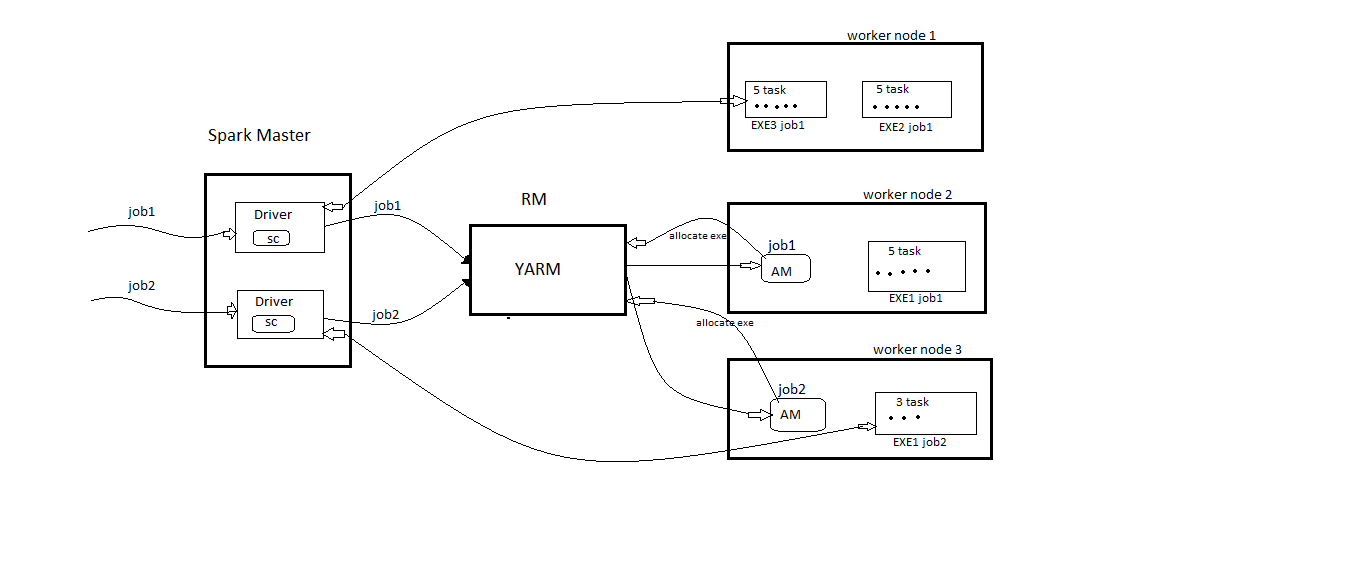 worker node 1
5 task
EXE3 job1
5 task
EXE2 job1
Spark Master
job1
Driver
sc
job1
job2
Driver
sc
job2
RM
YARM
worker node 2
allocate exe
job1
AM
5 task
EXE1 job1
allocate exe
worker node 3
job2
AM
3 task
EXE1 job2